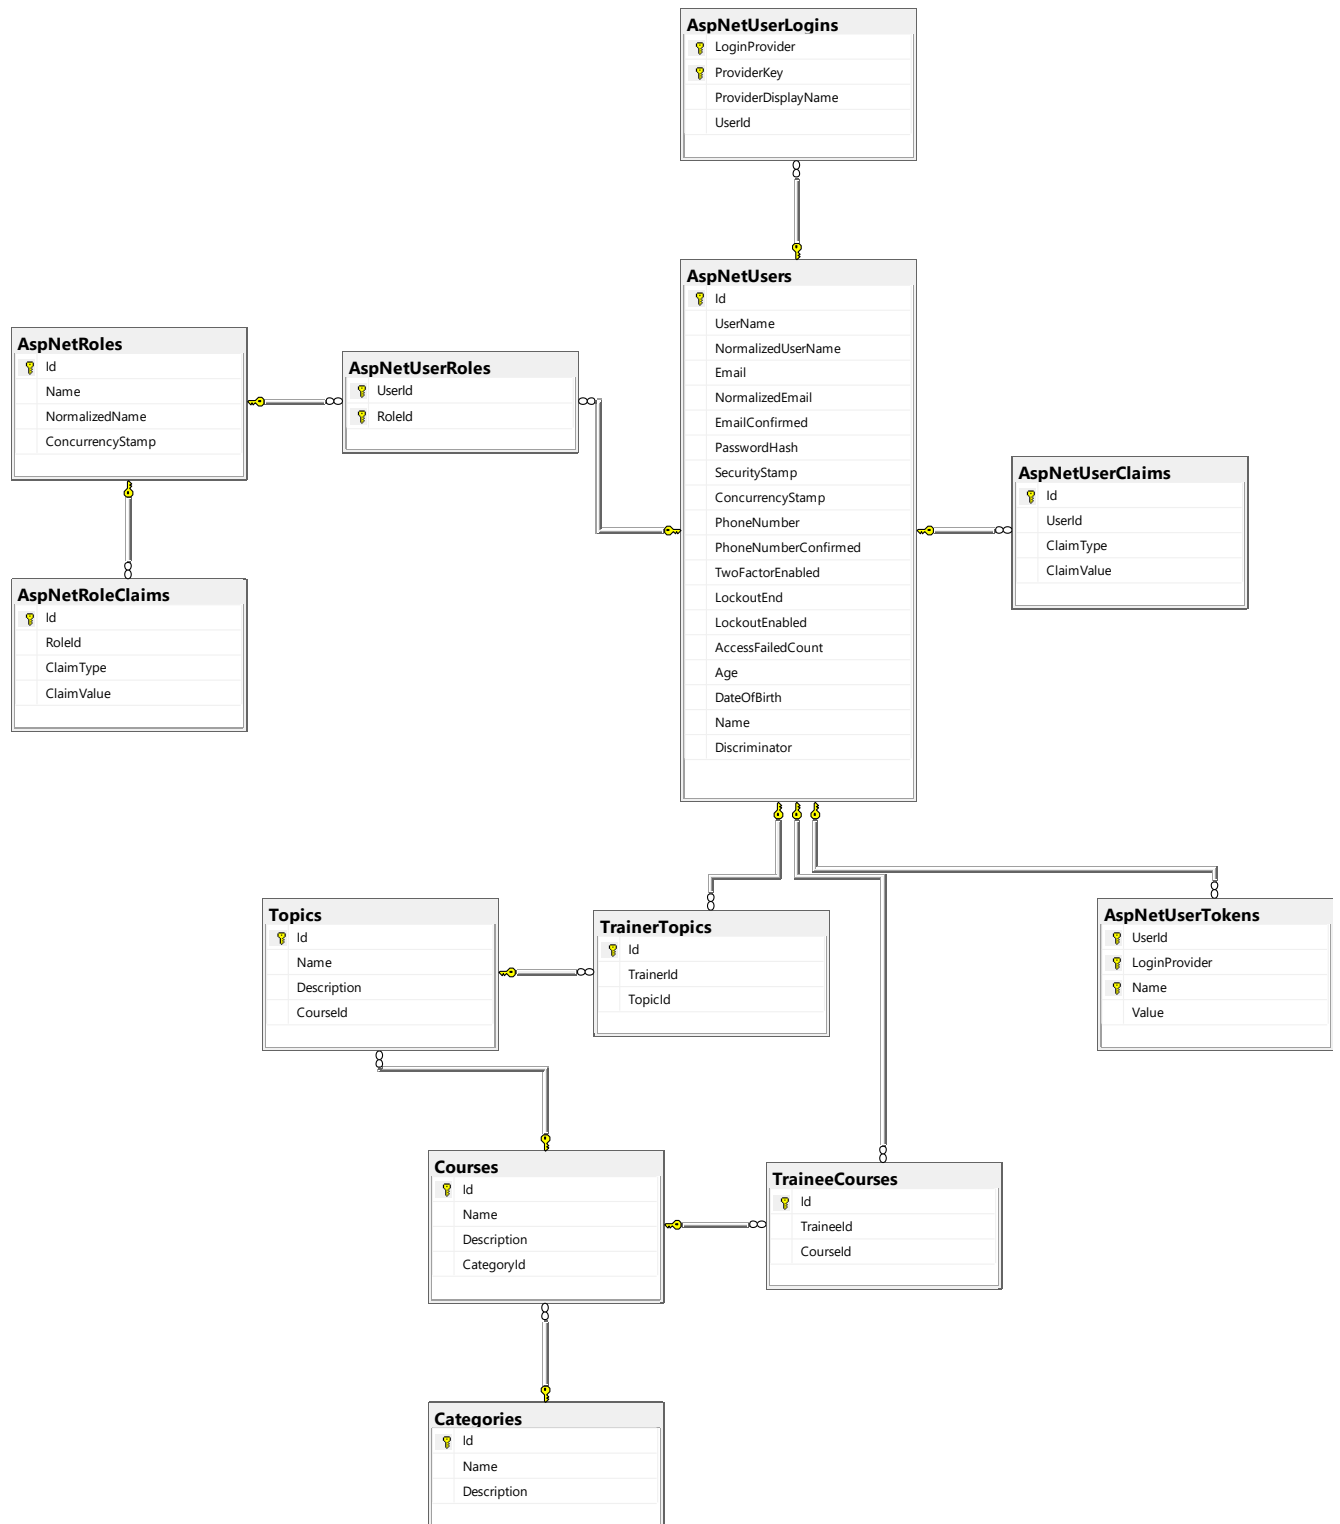 AspNetUserLogins
LoginProvider
ProviderKey
ProviderDisplayName
UserId
AspNetUsers
Id
UserName
NormalizedUserName
Email
NormalizedEmail
EmailConfirmed
PasswordHash
SecurityStamp
ConcurrencyStamp
PhoneNumber
PhoneNumberConfirmed
TwoFactorEnabled
LockoutEnd
LockoutEnabled
AccessFailedCount
Age
DateOfBirth
Name
Discriminator
AspNetRoles
Id
Name
NormalizedName
ConcurrencyStamp
AspNetUserRoles
UserId
RoleId
AspNetUserClaims
Id
UserId
ClaimType
ClaimValue
AspNetRoleClaims
Id
RoleId
ClaimType
ClaimValue
Topics
Id
Name
Description
CourseId
TrainerTopics
Id
TrainerId
TopicId
AspNetUserTokens
UserId
LoginProvider
Name
Value
Courses
Id
Name
Description
CategoryId
TraineeCourses
Id
TraineeId
CourseId
Categories
Id
Name
Description